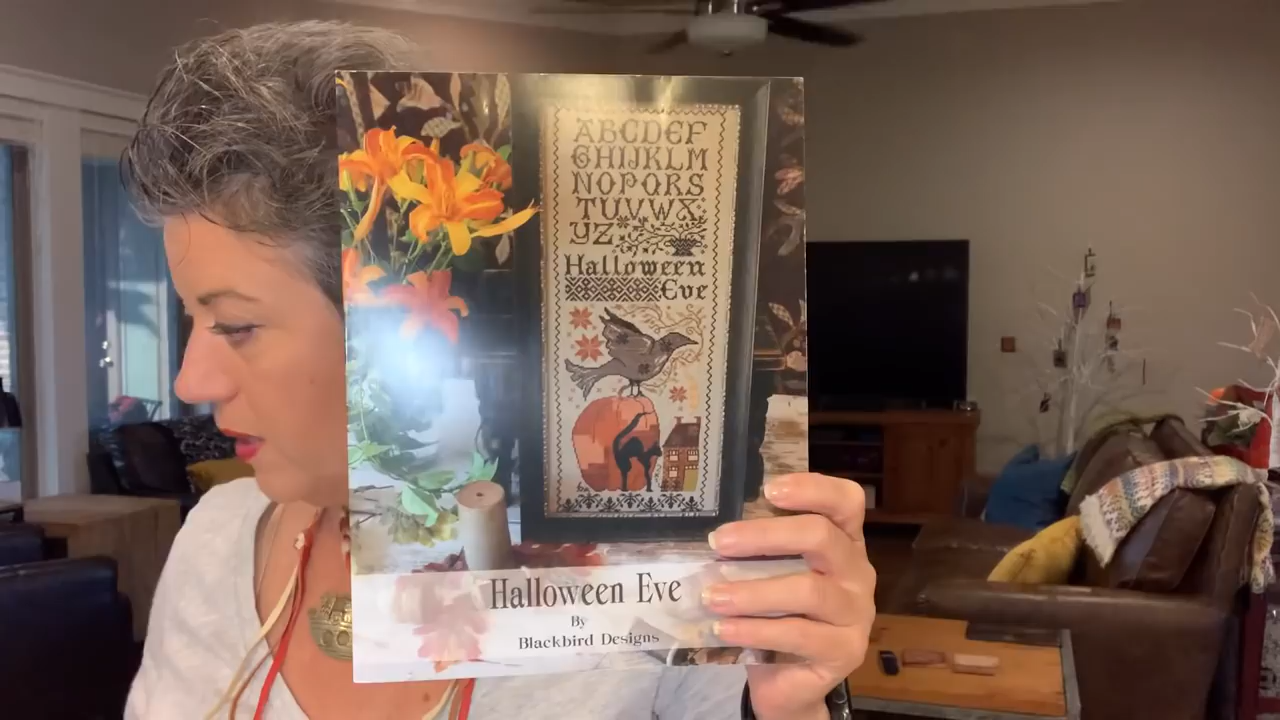 ABCDEF
GHIJKLM
NOPQRS
TUVWX
YZ
Halloween
Eve
Halloween Eve
By
Blackbird Designs